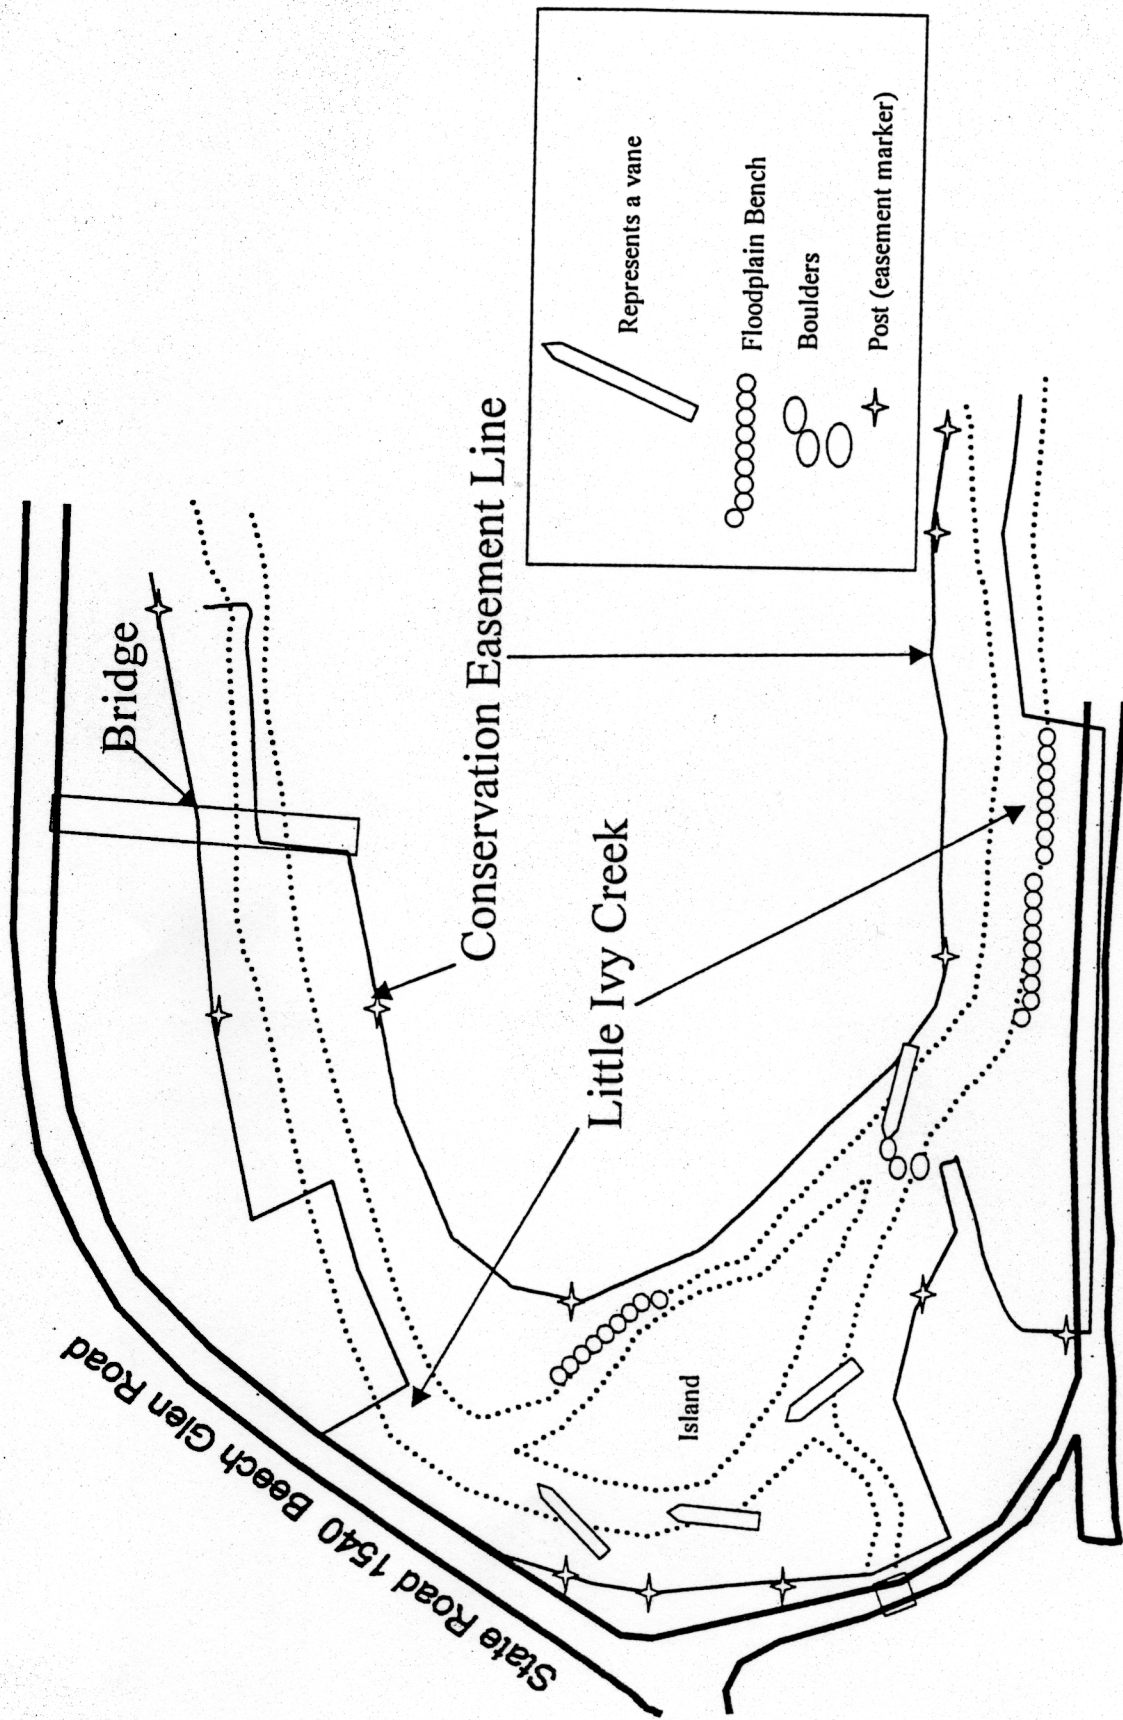 State Road 1540 Beech Glen Road
Bridge
Conservation Easement Line
Little Ivy Creek
Island
Represents a vane
Floodplain Bench
Boulders
Post (easement marker)